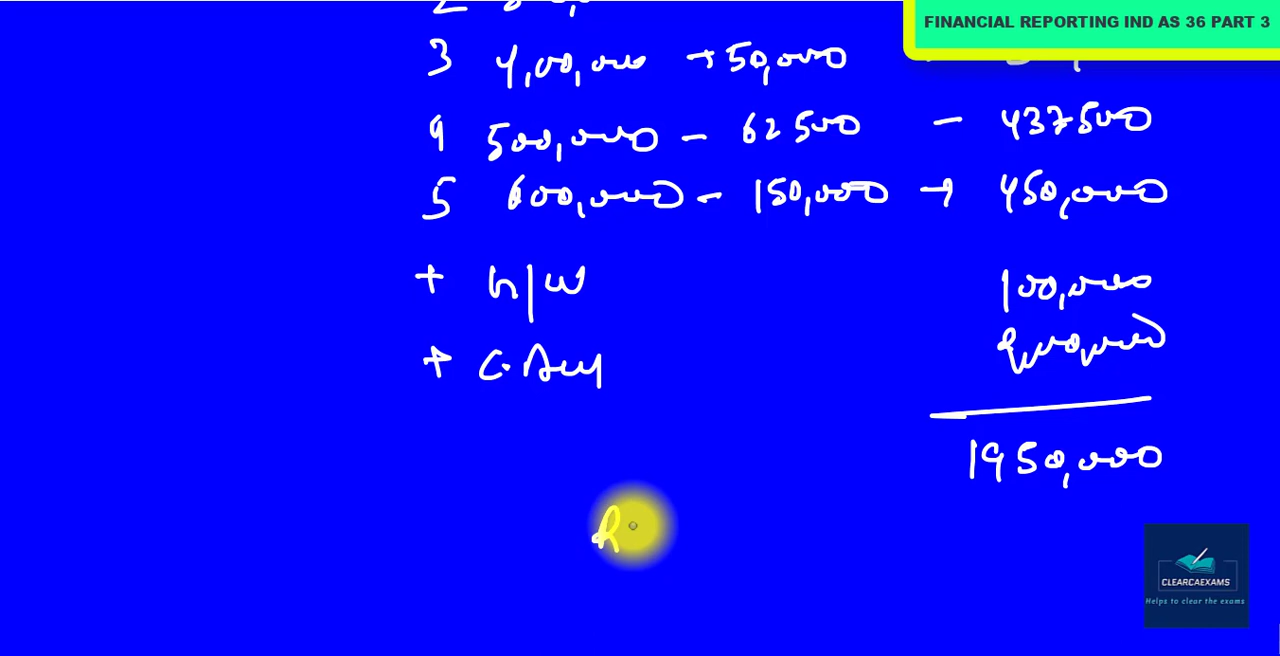 FINANCIAL REPORTING IND AS 36 PART 3
3 4,00,000 → 50,000
4 500,000 - 62500 - 437500
5 600,000 - 150,000 → 450,000
+ G/W 100,000
+ C. Ass
1950,000
R
CLEARCAEXAMS
Helps to clear the exams